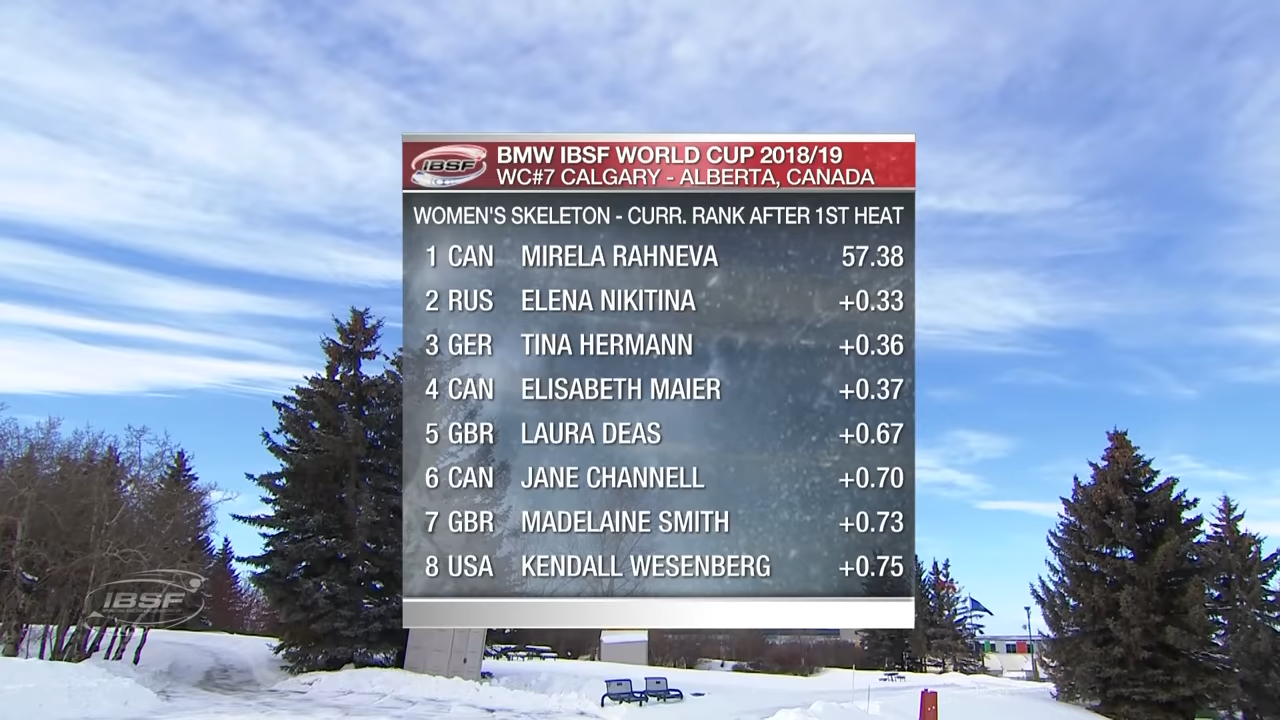 IBSF
BMW IBSF WORLD CUP 2018/19
WC#7 CALGARY - ALBERTA, CANADA
WOMEN'S SKELETON - CURR. RANK AFTER 1ST HEAT
1 CAN MIRELA RAHNEVA 57.38
2 RUS ELENA NIKITINA +0.33
3 GER TINA HERMANN +0.36
4 CAN ELISABETH MAIER +0.37
5 GBR LAURA DEAS +0.67
6 CAN JANE CHANNELL +0.70
7 GBR MADELAINE SMITH +0.73
8 USA KENDALL WESENBERG +0.75
IBSF